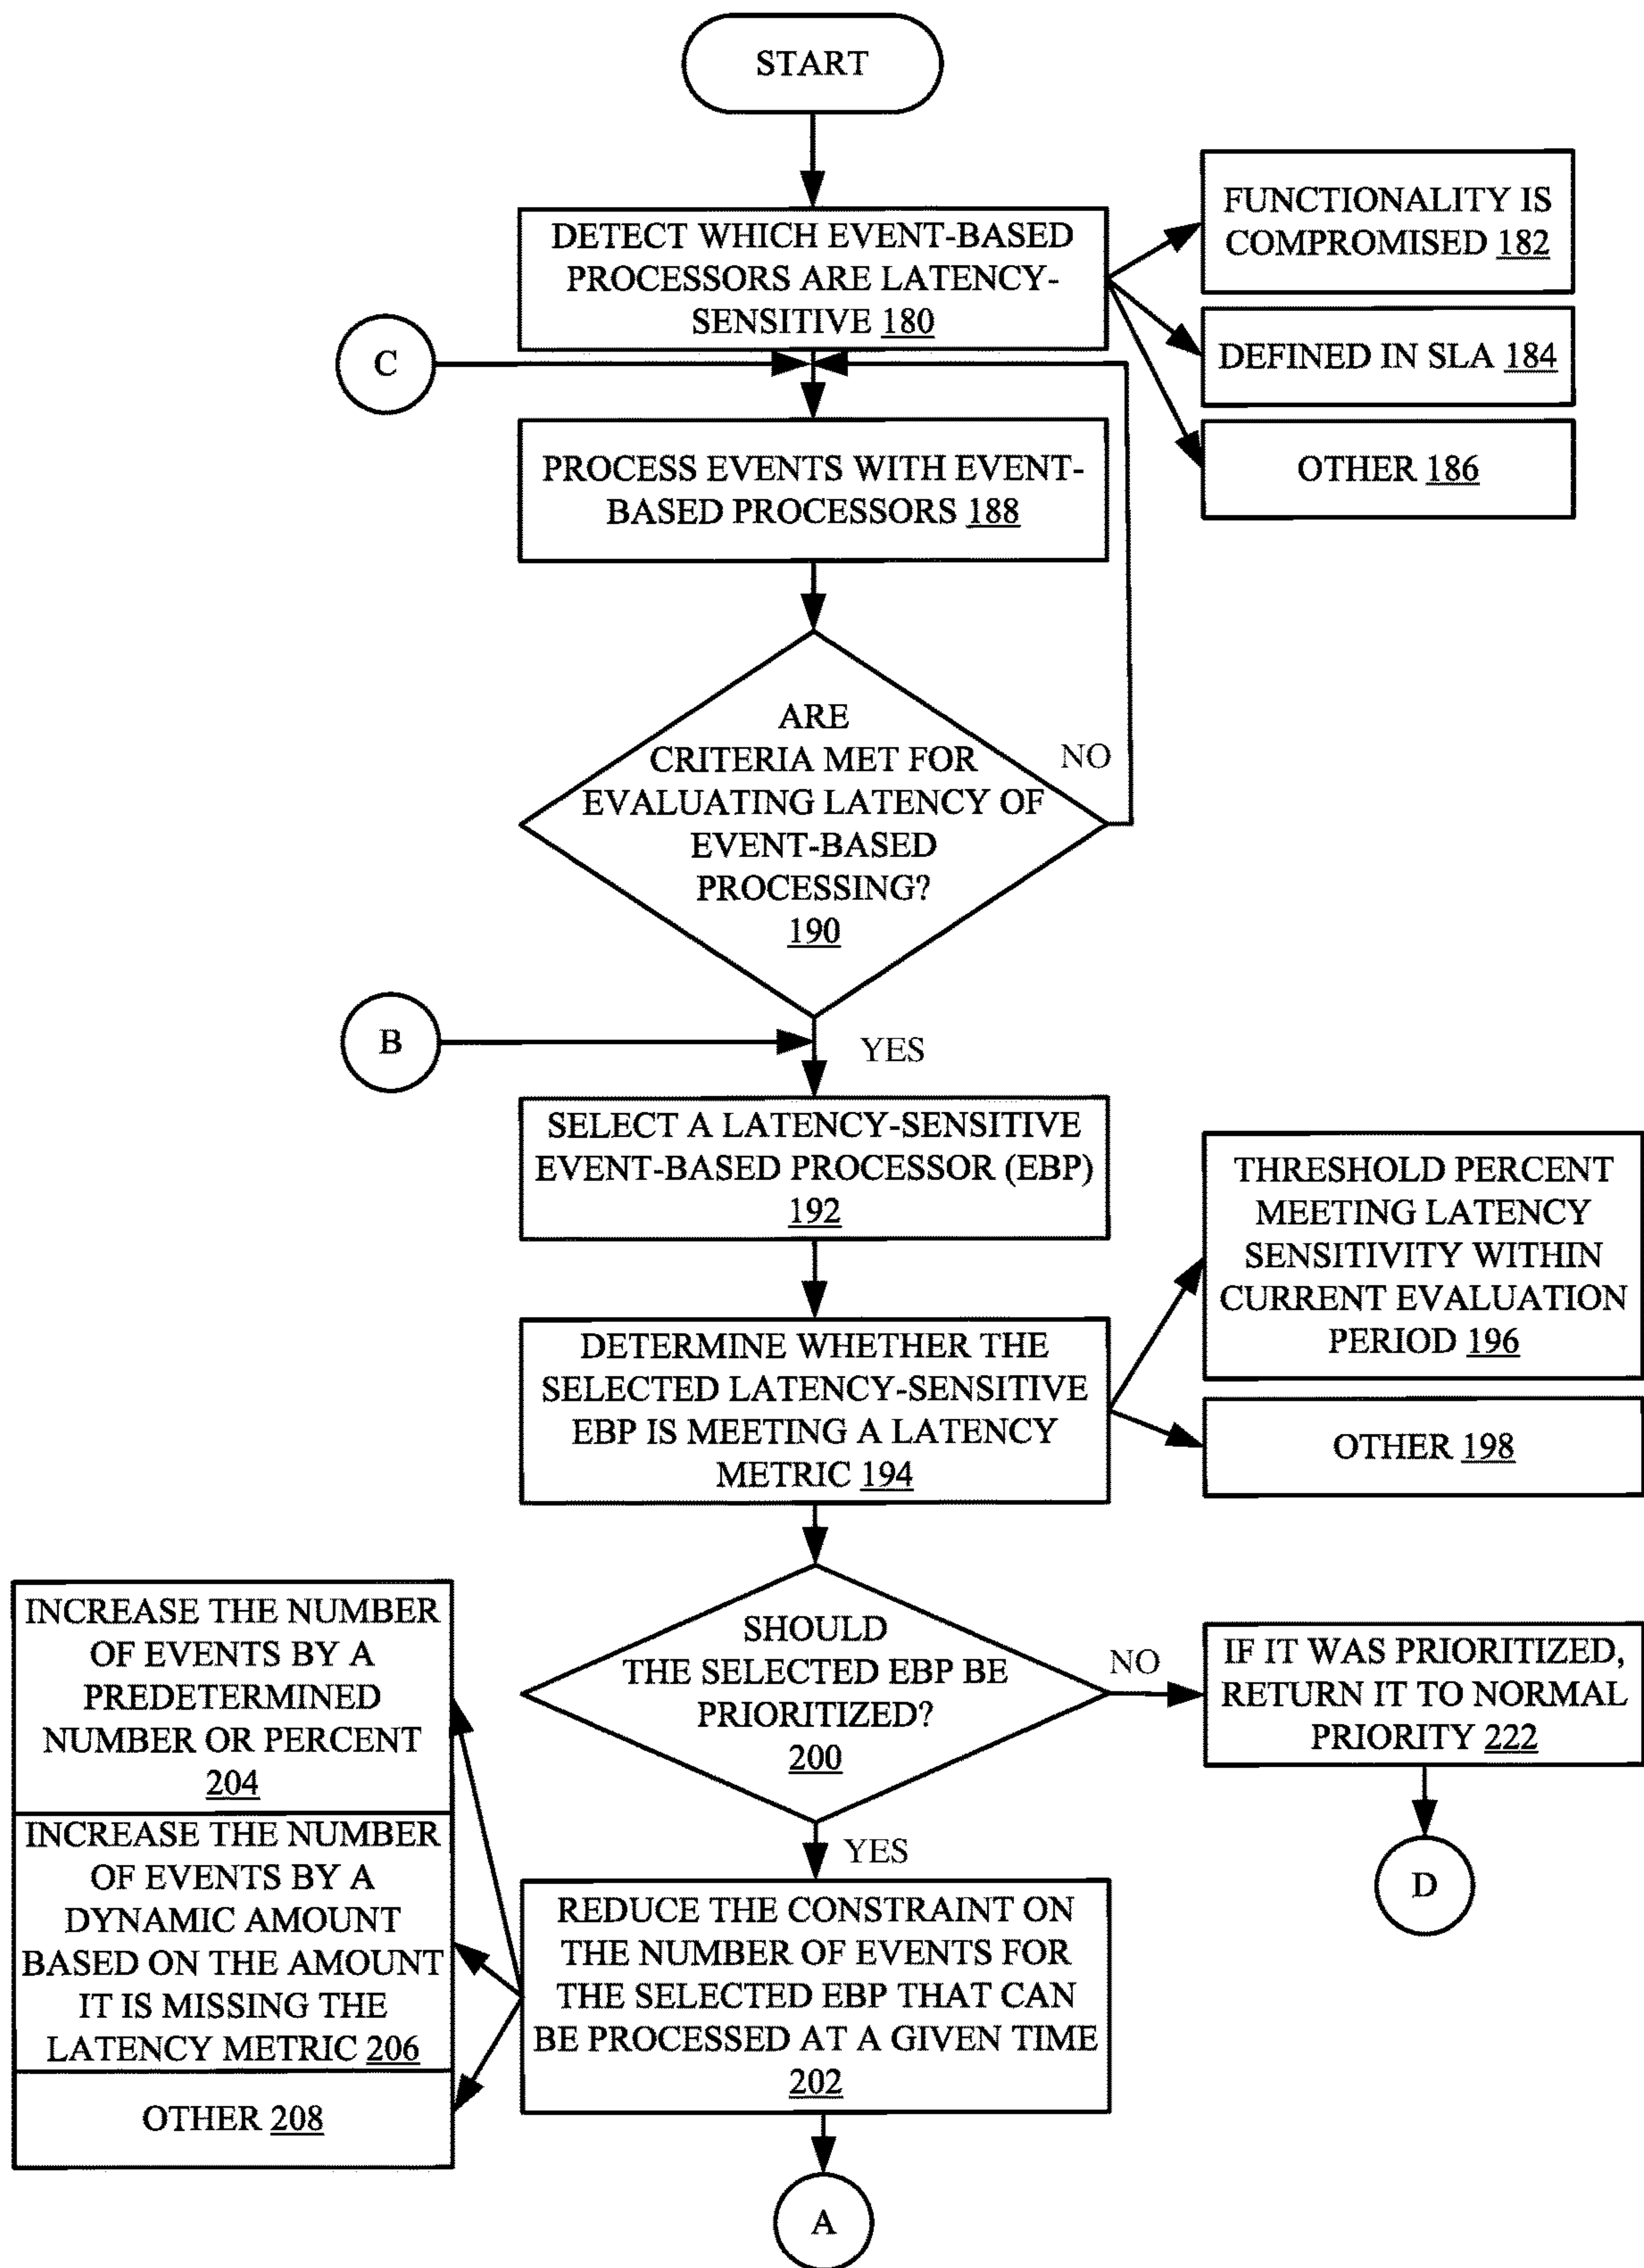 START
DETECT WHICH EVENT-BASED
PROCESSORS ARE LATENCY-
SENSITIVE 180
FUNCTIONALITY IS
COMPROMISED 182
DEFINED IN SLA 184
OTHER 186
C
PROCESS EVENTS WITH EVENT-
BASED PROCESSORS 188
ARE
CRITERIA MET FOR
EVALUATING LATENCY OF
EVENT-BASED
PROCESSING?
190
NO
B
YES
SELECT A LATENCY-SENSITIVE
EVENT-BASED PROCESSOR (EBP)
192
DETERMINE WHETHER THE
SELECTED LATENCY-SENSITIVE
EBP IS MEETING A LATENCY
METRIC 194
THRESHOLD PERCENT
MEETING LATENCY
SENSITIVITY WITHIN
CURRENT EVALUATION
PERIOD 196
OTHER 198
SHOULD
THE SELECTED EBP BE
PRIORITIZED?
200
NO
IF IT WAS PRIORITIZED,
RETURN IT TO NORMAL
PRIORITY 222
D
YES
REDUCE THE CONSTRAINT ON
THE NUMBER OF EVENTS FOR
THE SELECTED EBP THAT CAN
BE PROCESSED AT A GIVEN TIME
202
INCREASE THE NUMBER
OF EVENTS BY A
PREDETERMINED
NUMBER OR PERCENT
204
INCREASE THE NUMBER
OF EVENTS BY A
DYNAMIC AMOUNT
BASED ON THE AMOUNT
IT IS MISSING THE
LATENCY METRIC 206
OTHER 208
A